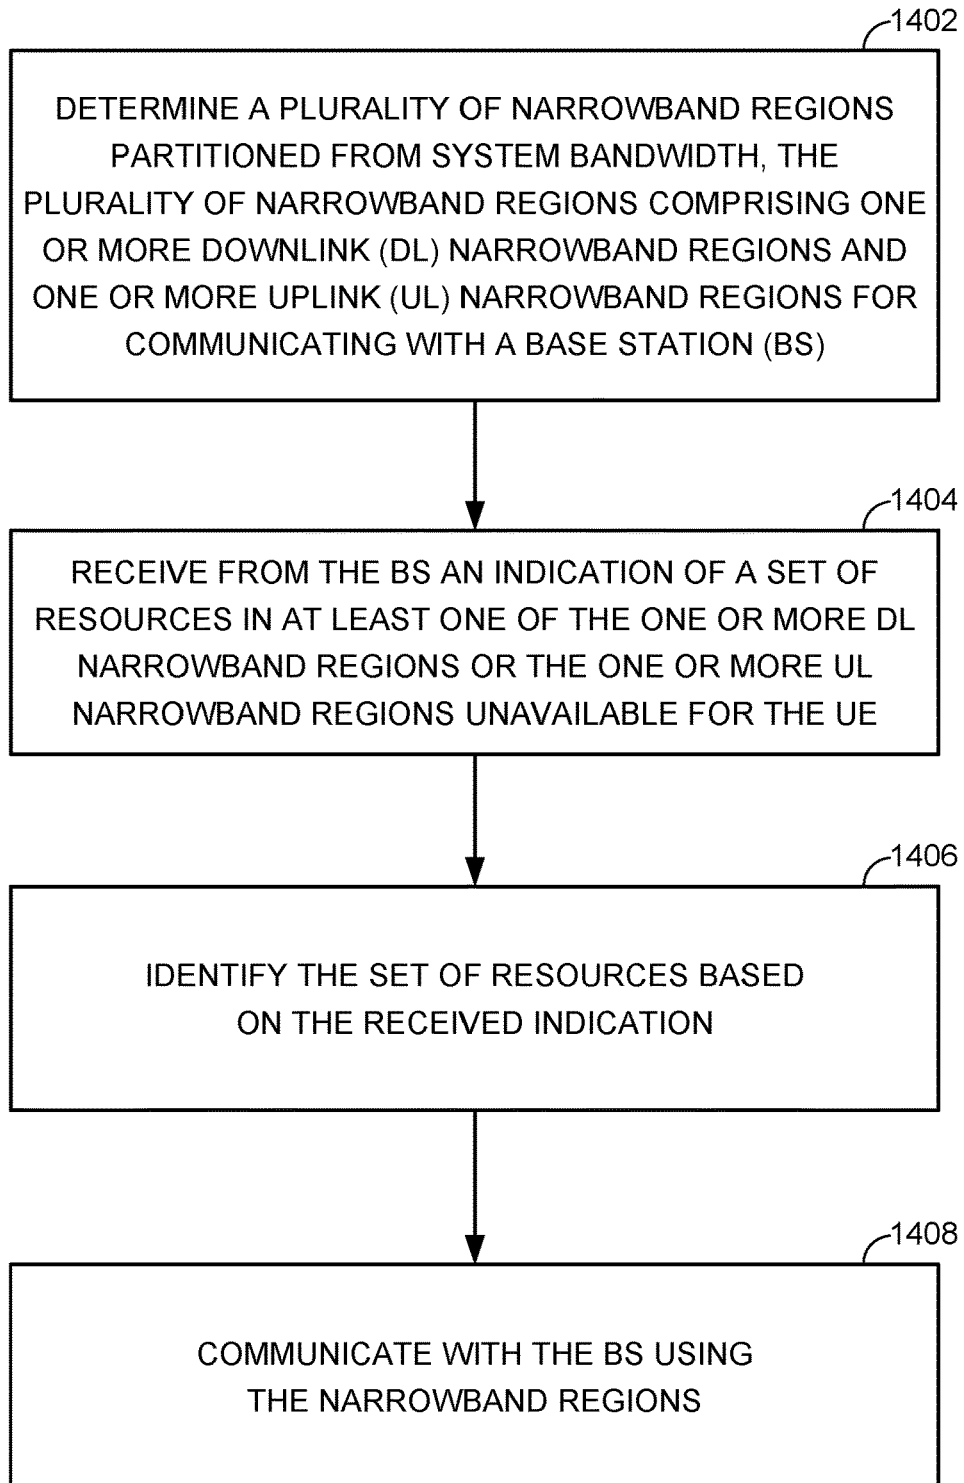 1402
DETERMINE A PLURALITY OF NARROWBAND REGIONS
PARTITIONED FROM SYSTEM BANDWIDTH, THE
PLURALITY OF NARROWBAND REGIONS COMPRISING ONE
OR MORE DOWNLINK (DL) NARROWBAND REGIONS AND
ONE OR MORE UPLINK (UL) NARROWBAND REGIONS FOR
COMMUNICATING WITH A BASE STATION (BS)
1404
RECEIVE FROM THE BS AN INDICATION OF A SET OF
RESOURCES IN AT LEAST ONE OF THE ONE OR MORE DL
NARROWBAND REGIONS OR THE ONE OR MORE UL
NARROWBAND REGIONS UNAVAILABLE FOR THE UE
1406
IDENTIFY THE SET OF RESOURCES BASED
ON THE RECEIVED INDICATION
1408
COMMUNICATE WITH THE BS USING
THE NARROWBAND REGIONS